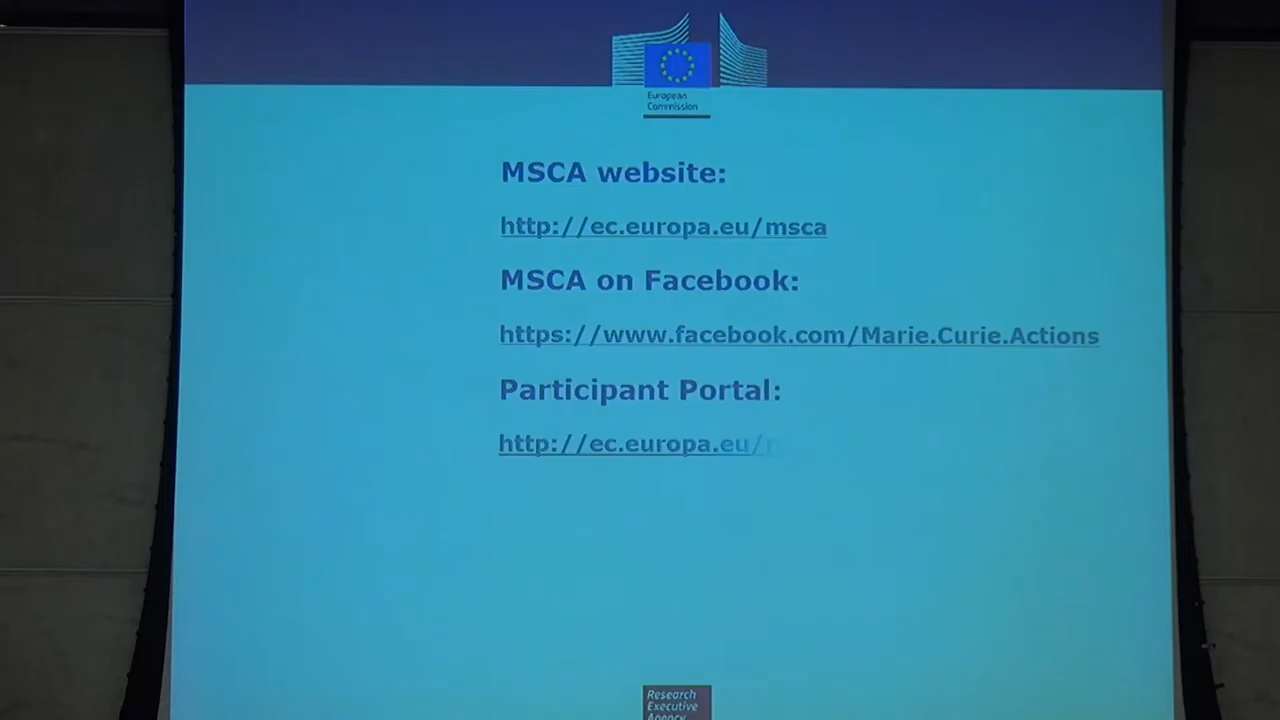 European
Commission
MSCA website:
http://ec.europa.eu/msca
MSCA on Facebook:
https://www.facebook.com/Marie.Curie.Actions
Participant Portal:
http://ec.europa.eu/
Research
Executive
Agency